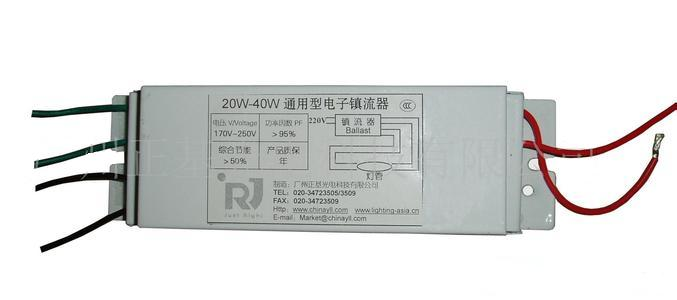 20W-40W 通用型电子镇流器
电压 V/Voltage
170V~250V
功率因数 PF
>95%
综合节能
>50%
产品质保
年
220V
镇流器
Ballast
灯管
RJ
Just Right
制造:广州正基光电科技有限公司
TEL: 020-34723505/3509
FAX: 020-34723509
Http: www.chinayll.com www.lighting-asia.cn
E-mail: Market@chinayll.com